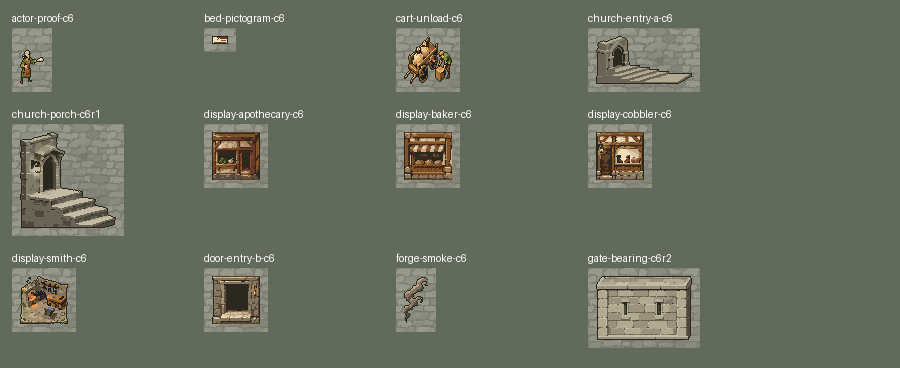 actor-proof-c6
bed-pictogram-c6
cart-unload-c6
church-entry-a-c6
church-porch-c6r1
display-apothecary-c6
display-baker-c6
display-cobbler-c6
display-smith-c6
door-entry-b-c6
forge-smoke-c6
gate-bearing-c6r2